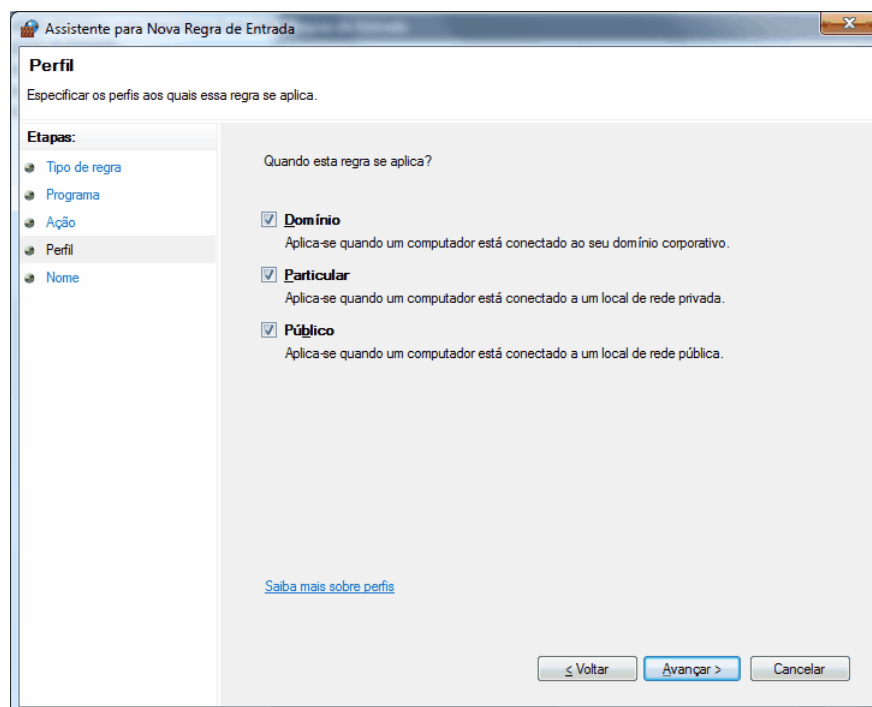 Assistente para Nova Regra de Entrada
Perfil
Especificar os perfis aos quais essa regra se aplica.
Etapas:
Tipo de regra
Programa
Ação
Perfil
Nome
Quando esta regra se aplica?
Domínio
Aplica-se quando um computador está conectado ao seu domínio corporativo.
Particular
Aplica-se quando um computador está conectado a um local de rede privada.
Público
Aplica-se quando um computador está conectado a um local de rede pública.
Saiba mais sobre perfis
< Voltar
Avançar >
Cancelar